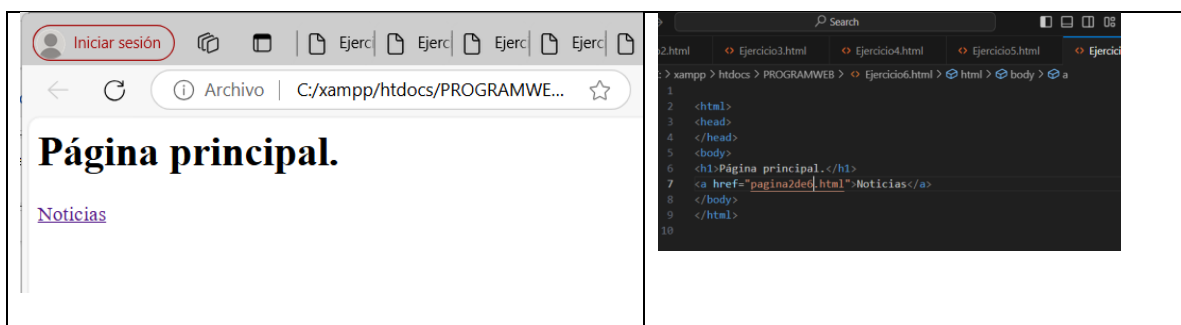 Iniciar sesión
Ejerc
Ejerc
Ejerc
Ejerc
Archivo | C:/xampp/htdocs/PROGRAMWE...
Página principal.
Noticias
Search
o2.html Ejercicio3.html Ejercicio4.html Ejercicio5.html Ejercici
: > xampp > htdocs > PROGRAMWEB > Ejercicio6.html > html > body > a
1
2 <html>
3 <head>
4 </head>
5 <body>
6 <h1>Página principal.</h1>
7 <a href="pagina2de6.html">Noticias</a>
8 </body>
9 </html>
10